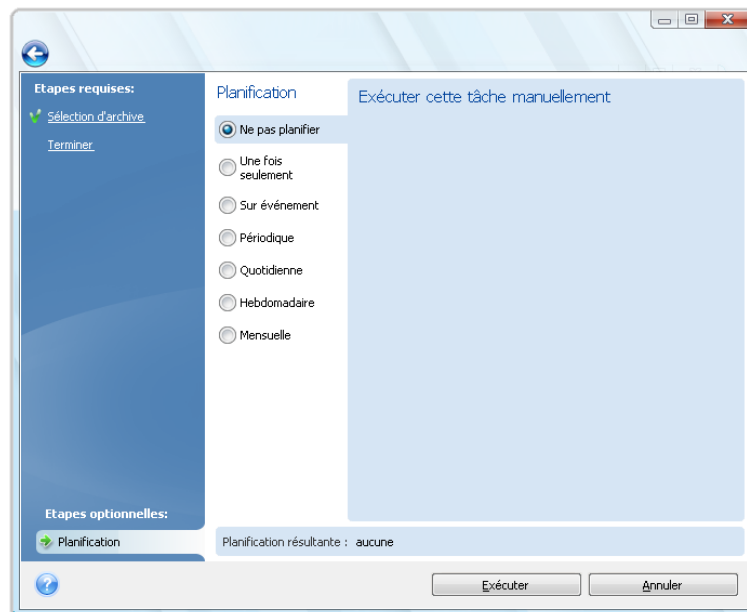 Etapes requises:
Sélection d'archive
Terminer
Planification
Exécuter cette tâche manuellement
Ne pas planifier
Une fois
seulement
Sur événement
Périodique
Quotidienne
Hebdomadaire
Mensuelle
Etapes optionnelles:
Planification
Planification résultante : aucune
Exécuter
Annuler